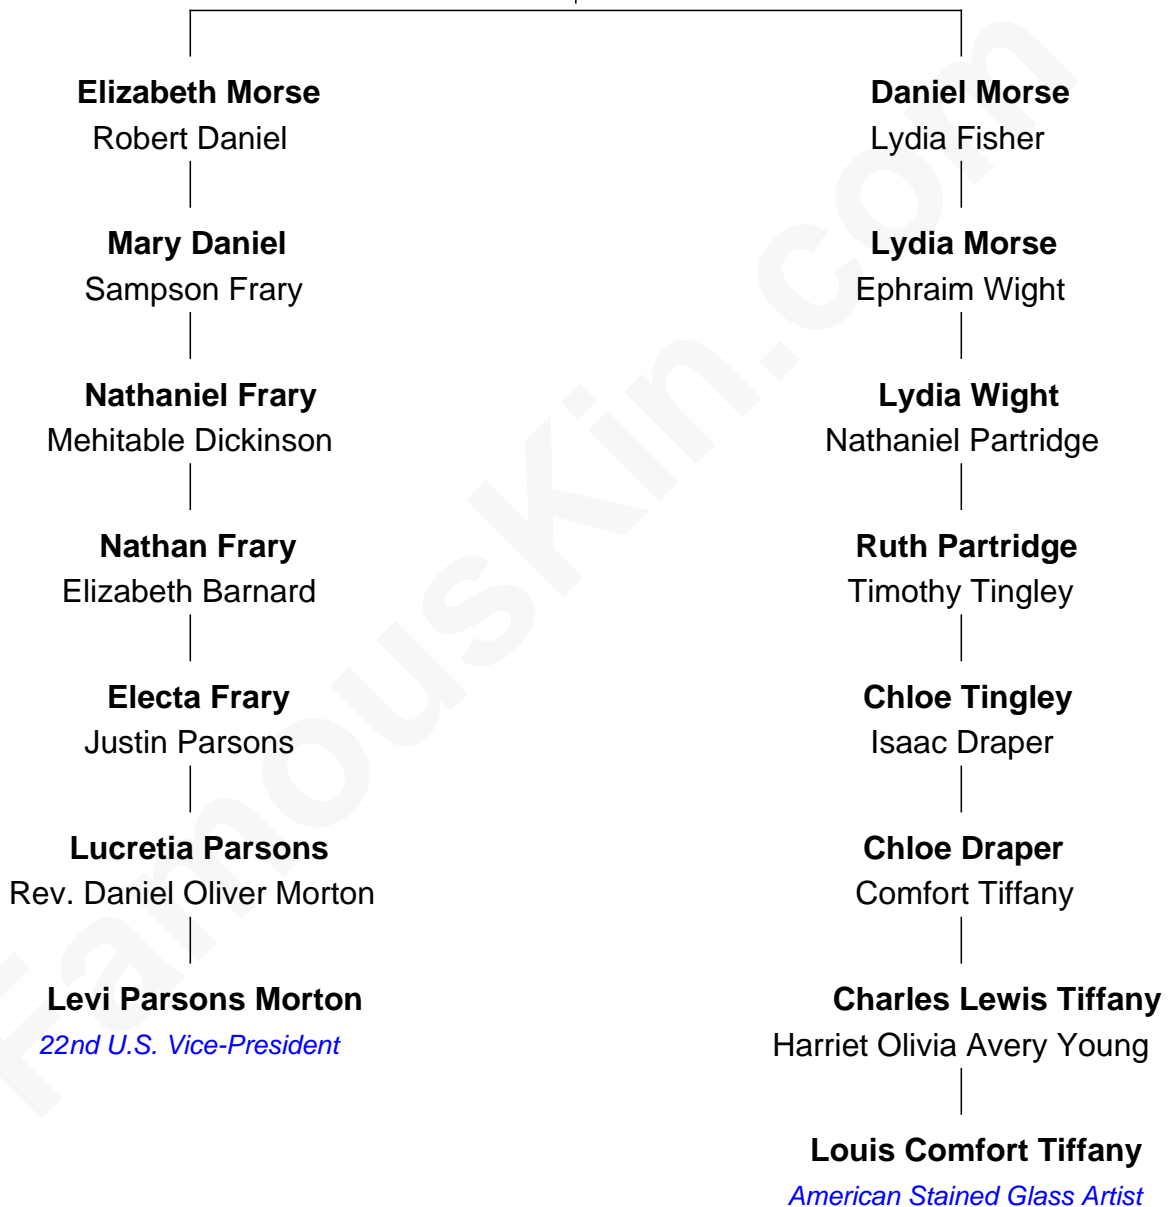 Elizabeth Morse
Robert Daniel
Mary Daniel
Sampson Frary
Nathaniel Frary
Mehitable Dickinson
Nathan Frary
Elizabeth Barnard
Electa Frary
Justin Parsons
Lucretia Parsons
Rev. Daniel Oliver Morton
Levi Parsons Morton
22nd U.S. Vice-President
Daniel Morse
Lydia Fisher
Lydia Morse
Ephraim Wight
Lydia Wight
Nathaniel Partridge
Ruth Partridge
Timothy Tingley
Chloe Tingley
Isaac Draper
Chloe Draper
Comfort Tiffany
Charles Lewis Tiffany
Harriet Olivia Avery Young
Louis Comfort Tiffany
American Stained Glass Artist
FamousKin.com